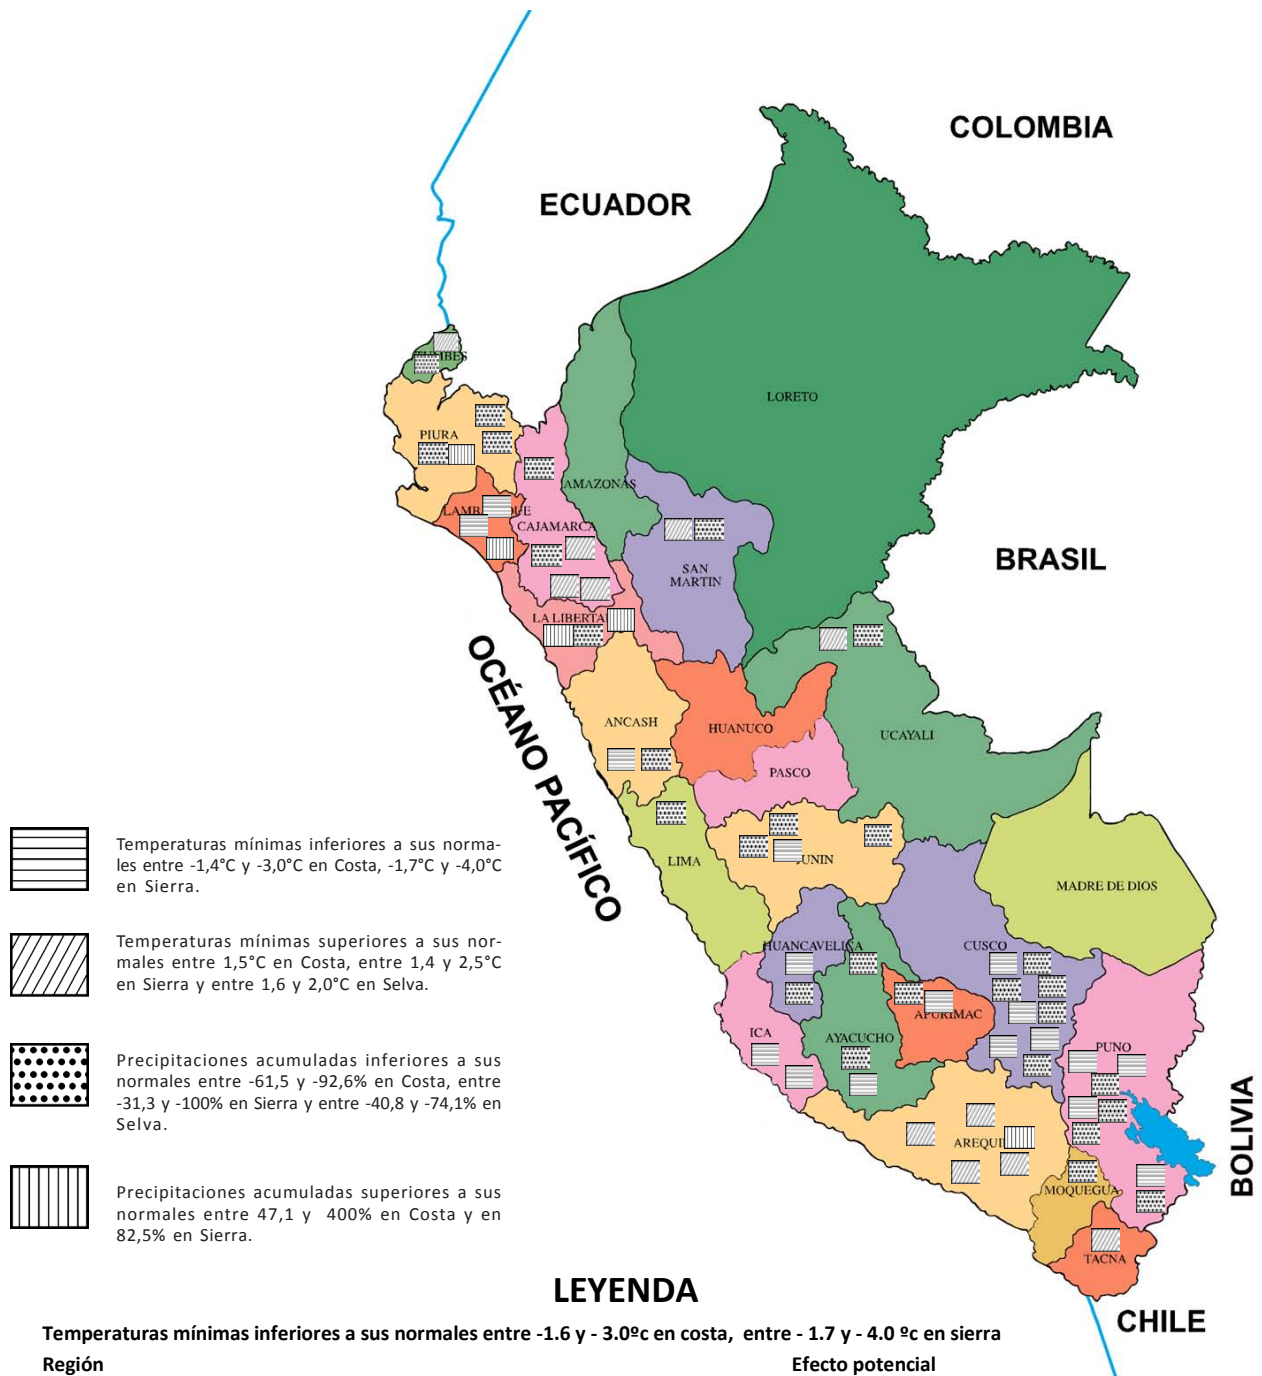 COLOMBIA
ECUADOR
LORETO
PIURA
AMAZONAS
CAJAMARCA
SAN
MARTIN
BRASIL
OCÉANO PACÍFICO
ANCASH
HUANUCO
UCAYALI
PASCO
LIMA
MADRE DE DIOS
HUANCAVELICA
CUSCO
ICA
AYACUCHO
APURIMAC
PUNO
BOLIVIA
MOQUEGUA
TACNA
CHILE
Temperaturas mínimas inferiores a sus norma-
les entre -1,4°C y -3,0°C en Costa, -1,7°C y -4,0°C
en Sierra.
Temperaturas mínimas superiores a sus nor-
males entre 1,5°C en Costa, entre 1,4 y 2,5°C
en Sierra y entre 1,6 y 2,0°C en Selva.
Precipitaciones acumuladas inferiores a sus
normales entre -61,5 y -92,6% en Costa, entre
-31,3 y -100% en Sierra y entre -40,8 y -74,1% en
Selva.
Precipitaciones acumuladas superiores a sus
normales entre 47,1 y 400% en Costa y en
82,5% en Sierra.
LEYENDA
Temperaturas mínimas inferiores a sus normales entre -1.6 y - 3.0ºc en costa, entre - 1.7 y - 4.0 ºc en sierra
Región Efecto potencial